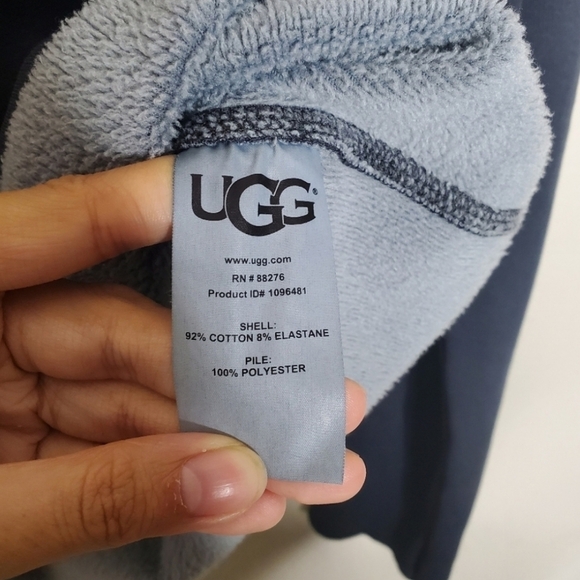 UGG®
www.ugg.com
RN # 88276
Product ID# 1096481
SHELL:
92% COTTON 8% ELASTANE
PILE:
100% POLYESTER